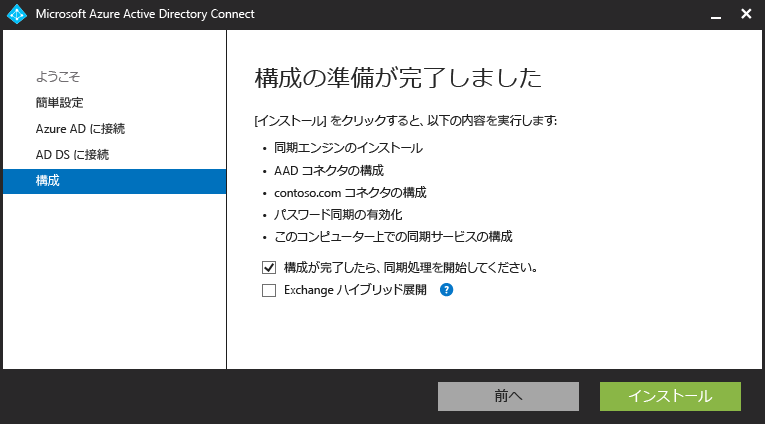 Microsoft Azure Active Directory Connect
ようこそ
簡単設定
Azure AD に接続
AD DS に接続
構成
構成の準備が完了しました
[インストール] をクリックすると、以下の内容を実行します:
• 同期エンジンのインストール
• AAD コネクタの構成
• contoso.com コネクタの構成
• パスワード同期の有効化
• このコンピューター上での同期サービスの構成
構成が完了したら、同期処理を開始してください。
Exchange ハイブリッド展開 ?
前へ
インストール